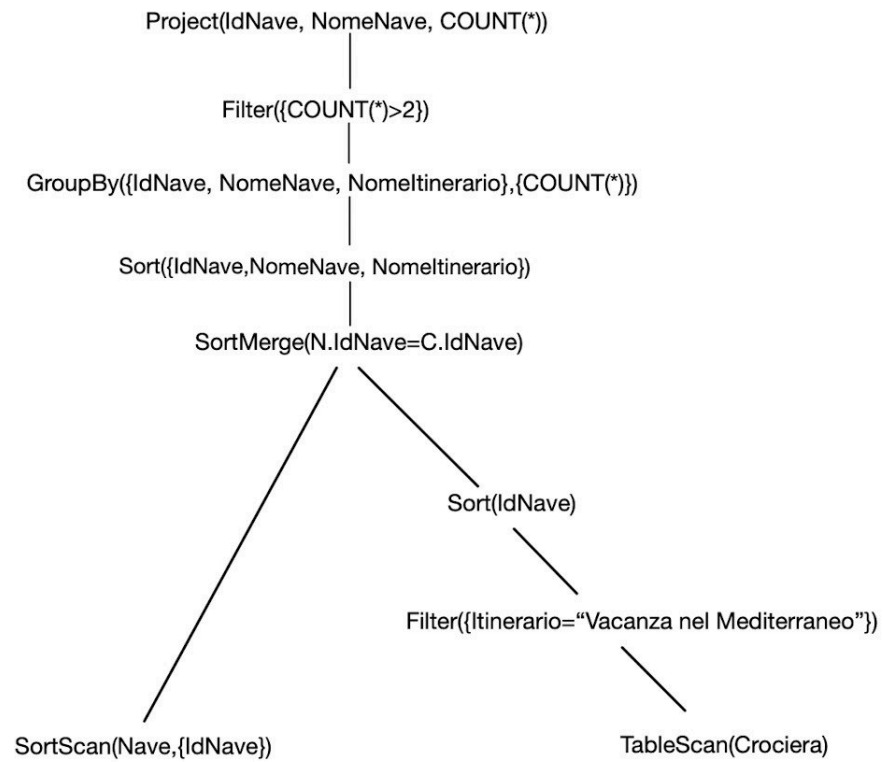 Project(IdNave, NomeNave, COUNT(*))
Filter({COUNT(*)>2})
GroupBy({IdNave, NomeNave, NomeItinerario},{COUNT(*)})
Sort({IdNave,NomeNave, NomeItinerario})
SortMerge(N.IdNave=C.IdNave)
Sort(IdNave)
Filter({Itinerario=“Vacanza nel Mediterraneo”})
SortScan(Nave,{IdNave})
TableScan(Crociera)